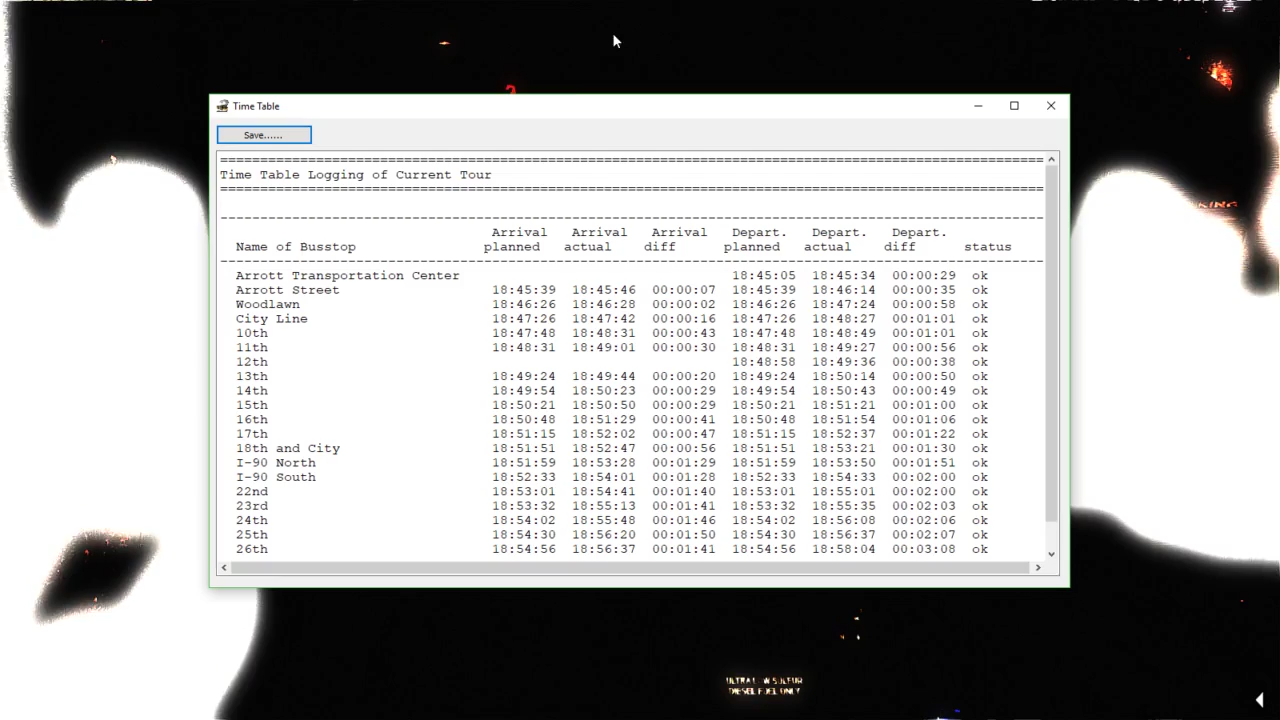 Time Table
Save......
================================================================================
Time Table Logging of Current Tour
================================================================================
--------------------------------------------------------------------------------
Arrival Arrival Arrival Depart. Depart. Depart.
Name of Busstop planned actual diff planned actual diff status
--------------------------------------------------------------------------------
Arrott Transportation Center 18:45:05 18:45:34 00:00:29 ok
Arrott Street 18:45:39 18:45:46 00:00:07 18:45:39 18:46:14 00:00:35 ok
Woodlawn 18:46:26 18:46:28 00:00:02 18:46:26 18:47:24 00:00:58 ok
City Line 18:47:26 18:47:42 00:00:16 18:47:26 18:48:27 00:01:01 ok
10th 18:47:48 18:48:31 00:00:43 18:47:48 18:48:49 00:01:01 ok
11th 18:48:31 18:49:01 00:00:30 18:48:31 18:49:27 00:00:56 ok
12th 18:48:58 18:49:36 00:00:38 ok
13th 18:49:24 18:49:44 00:00:20 18:49:24 18:50:14 00:00:50 ok
14th 18:49:54 18:50:23 00:00:29 18:49:54 18:50:43 00:00:49 ok
15th 18:50:21 18:50:50 00:00:29 18:50:21 18:51:21 00:01:00 ok
16th 18:50:48 18:51:29 00:00:41 18:50:48 18:51:54 00:01:06 ok
17th 18:51:15 18:52:02 00:00:47 18:51:15 18:52:37 00:01:22 ok
18th and City 18:51:51 18:52:47 00:00:56 18:51:51 18:53:21 00:01:30 ok
I-90 North 18:51:59 18:53:28 00:01:29 18:51:59 18:53:50 00:01:51 ok
I-90 South 18:52:33 18:54:01 00:01:28 18:52:33 18:54:33 00:02:00 ok
22nd 18:53:01 18:54:41 00:01:40 18:53:01 18:55:01 00:02:00 ok
23rd 18:53:32 18:55:13 00:01:41 18:53:32 18:55:35 00:02:03 ok
24th 18:54:02 18:55:48 00:01:46 18:54:02 18:56:08 00:02:06 ok
25th 18:54:30 18:56:20 00:01:50 18:54:30 18:56:37 00:02:07 ok
26th 18:54:56 18:56:37 00:01:41 18:54:56 18:58:04 00:03:08 ok
SULFUR
DIESEL FUEL ONLY